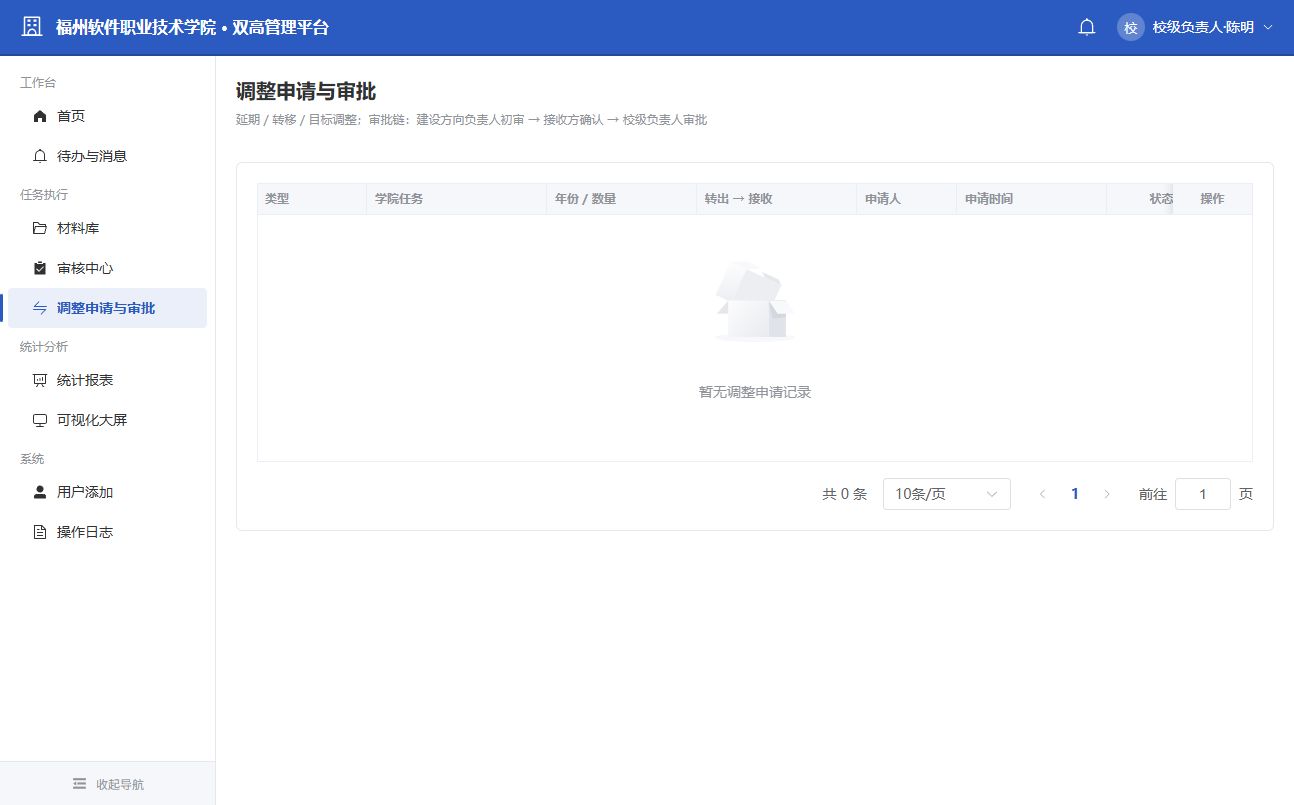 福州软件职业技术学院 • 双高管理平台
校 校级负责人·陈明
工作台
首页
待办与消息
任务执行
材料库
审核中心
调整申请与审批
统计分析
统计报表
可视化大屏
系统
用户添加
操作日志
收起导航
调整申请与审批
延期 / 转移 / 目标调整；审批链：建设方向负责人初审 → 接收方确认 → 校级负责人审批
类型 学院任务 年份 / 数量 转出 → 接收 申请人 申请时间 状态 操作
暂无调整申请记录
共 0 条 10条/页 1 前往 1 页